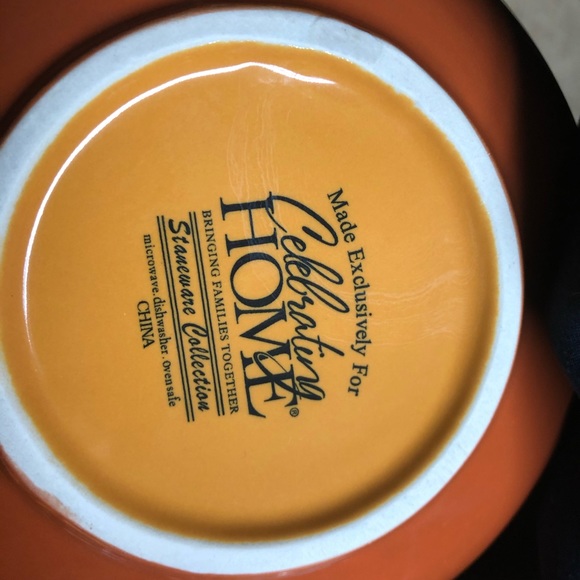 Made Exclusively For
Celebrating
HOME®
BRINGING FAMILIES TOGETHER
Stoneware Collection
microwave.dishwasher.Ovensafe
CHINA